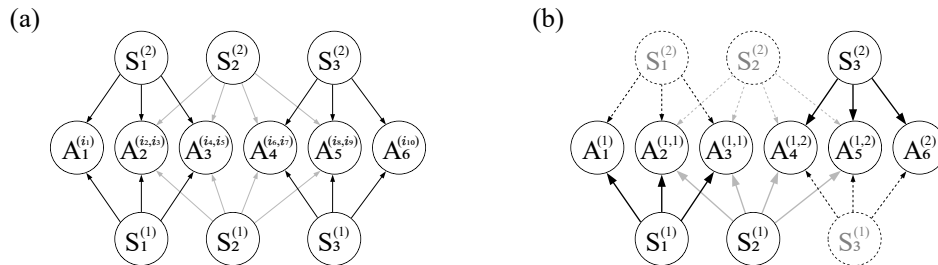 (a)
(b)
S₁⁽²⁾ S₂⁽²⁾ S₃⁽²⁾
S₁⁽²⁾ S₂⁽²⁾ S₃⁽²⁾
A₁^(i₁) A₂^(i₂,i₃) A₃^(i₄,i₅) A₄^(i₆,i₇) A₅^(i₈,i₉) A₆^(i₁₀)
A₁^(1) A₂^(1,1) A₃^(1,1) A₄^(1,2) A₅^(1,2) A₆^(2)
S₁⁽¹⁾ S₂⁽¹⁾ S₃⁽¹⁾
S₁⁽¹⁾ S₂⁽¹⁾ S₃⁽¹⁾